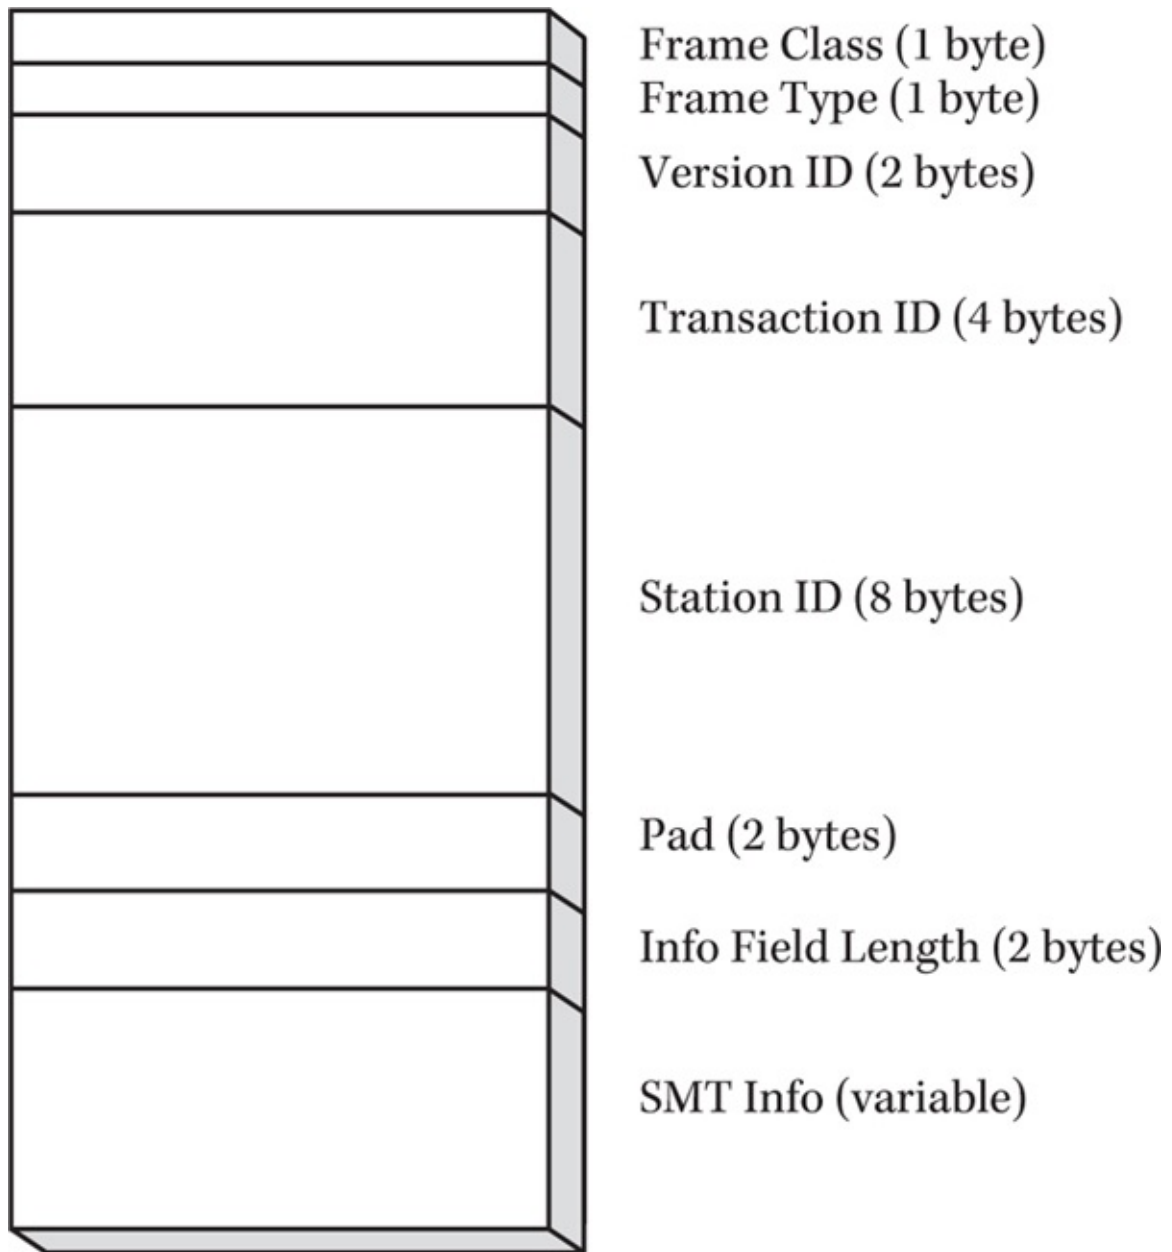 Frame Class (1 byte)
Frame Type (1 byte)
Version ID (2 bytes)
Transaction ID (4 bytes)
Station ID (8 bytes)
Pad (2 bytes)
Info Field Length (2 bytes)
SMT Info (variable)